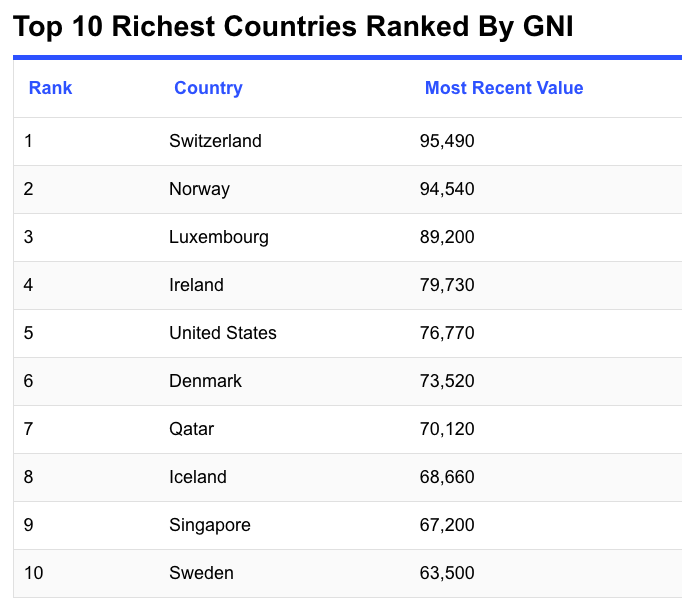 Top 10 Richest Countries Ranked By GNI
Rank Country Most Recent Value
1 Switzerland 95,490
2 Norway 94,540
3 Luxembourg 89,200
4 Ireland 79,730
5 United States 76,770
6 Denmark 73,520
7 Qatar 70,120
8 Iceland 68,660
9 Singapore 67,200
10 Sweden 63,500